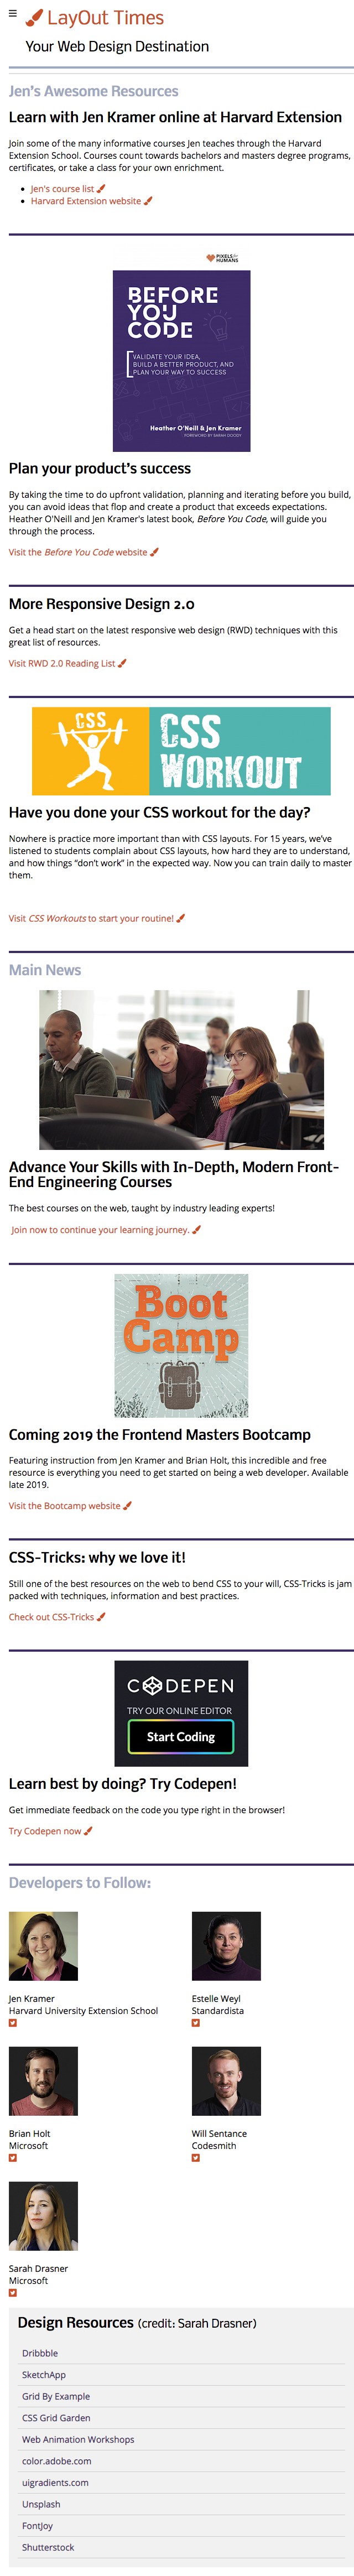 LayOut Times
Your Web Design Destination
Jen's Awesome Resources
Learn with Jen Kramer online at Harvard Extension
Join some of the many informative courses Jen teaches through the Harvard
Extension School. Courses count towards bachelors and masters degree programs,
certificates, or take a class for your own enrichment.
Jen's course list
Harvard Extension website
PIXELS for
HUMANS
BEFORE
YOU
CODE
VALIDATE YOUR IDEA,
BUILD A BETTER PRODUCT, AND
PLAN YOUR WAY TO SUCCESS
Heather O'Neill & Jen Kramer
FOREWORD BY SARAH DOODY
Plan your product's success
By taking the time to do upfront validation, planning and iterating before you build,
you can avoid ideas that flop and create a product that exceeds expectations.
Heather O'Neill and Jen Kramer's latest book, Before You Code, will guide you
through the process.
Visit the Before You Code website
More Responsive Design 2.0
Get a head start on the latest responsive web design (RWD) techniques with this
great list of resources.
Visit RWD 2.0 Reading List
CSS
CSS
WORKOUT
Have you done your CSS workout for the day?
Nowhere is practice more important than with CSS layouts. For 15 years, we've
listened to students complain about CSS layouts, how hard they are to understand,
and how things “don't work” in the expected way. Now you can train daily to master
them.
Visit CSS Workouts to start your routine!
Main News
Advance Your Skills with In-Depth, Modern Front-
End Engineering Courses
The best courses on the web, taught by industry leading experts!
Join now to continue your learning journey.
Boot
Camp
Coming 2019 the Frontend Masters Bootcamp
Featuring instruction from Jen Kramer and Brian Holt, this incredible and free
resource is everything you need to get started on being a web developer. Available
late 2019.
Visit the Bootcamp website
CSS-Tricks: why we love it!
Still one of the best resources on the web to bend CSS to your will, CSS-Tricks is jam
packed with techniques, information and best practices.
Check out CSS-Tricks
CODEPEN
TRY OUR ONLINE EDITOR
Start Coding
Learn best by doing? Try Codepen!
Get immediate feedback on the code you type right in the browser!
Try Codepen now
Developers to Follow:
Jen Kramer
Harvard University Extension School
Estelle Weyl
Standardista
Brian Holt
Microsoft
Will Sentance
Codesmith
Sarah Drasner
Microsoft
Design Resources (credit: Sarah Drasner)
Dribbble
SketchApp
Grid By Example
CSS Grid Garden
Web Animation Workshops
color.adobe.com
uigradients.com
Unsplash
FontJoy
Shutterstock